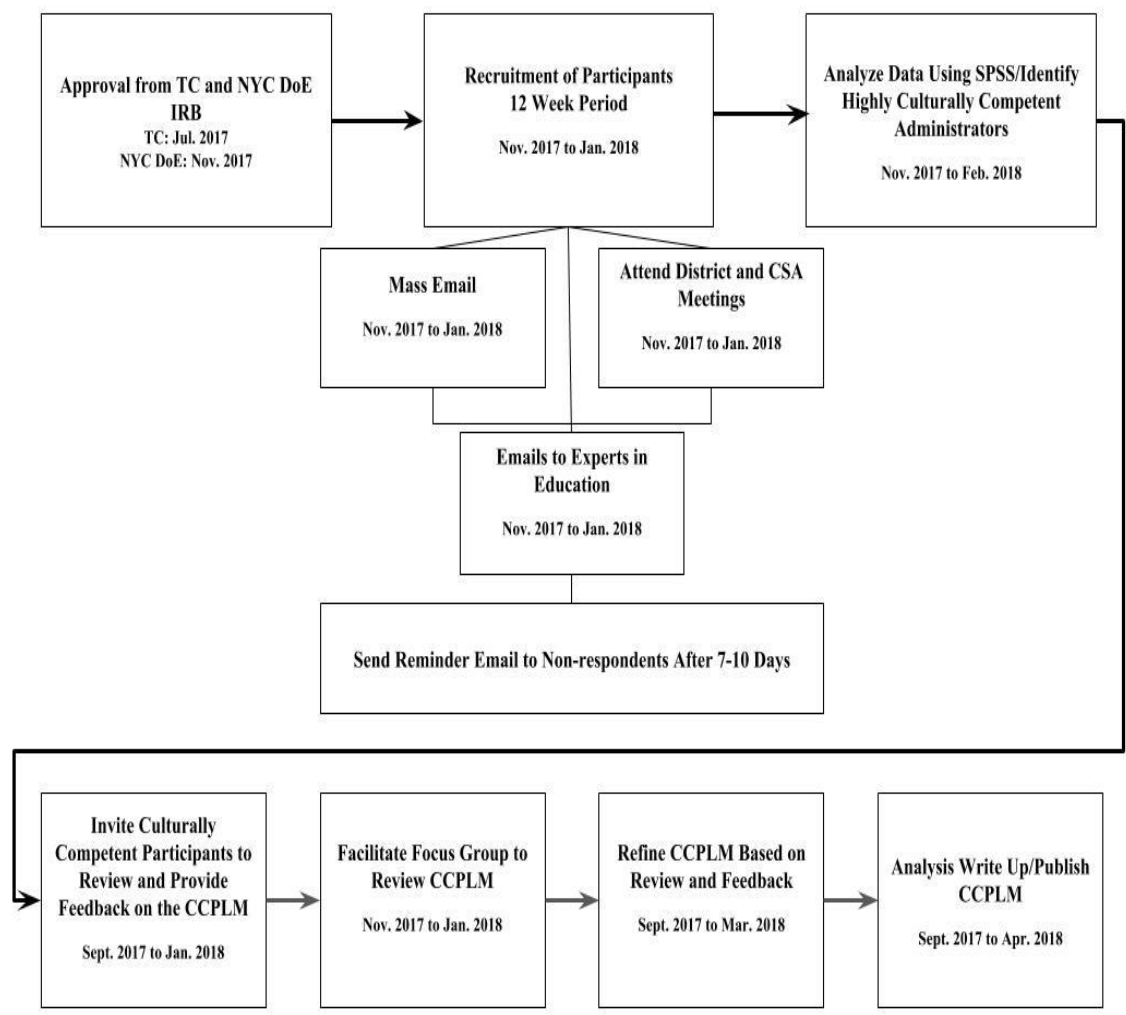 Approval from TC and NYC DoE
IRB
TC: Jul. 2017
NYC DoE: Nov. 2017
Recruitment of Participants
12 Week Period
Nov. 2017 to Jan. 2018
Analyze Data Using SPSS/Identify
Highly Culturally Competent
Administrators
Nov. 2017 to Feb. 2018
Mass Email
Nov. 2017 to Jan. 2018
Attend District and CSA
Meetings
Nov. 2017 to Jan. 2018
Emails to Experts in
Education
Nov. 2017 to Jan. 2018
Send Reminder Email to Non-respondents After 7-10 Days
Invite Culturally
Competent Participants to
Review and Provide
Feedback on the CCPLM
Sept. 2017 to Jan. 2018
Facilitate Focus Group to
Review CCPLM
Nov. 2017 to Jan. 2018
Refine CCPLM Based on
Review and Feedback
Sept. 2017 to Mar. 2018
Analysis Write Up/Publish
CCPLM
Sept. 2017 to Apr. 2018